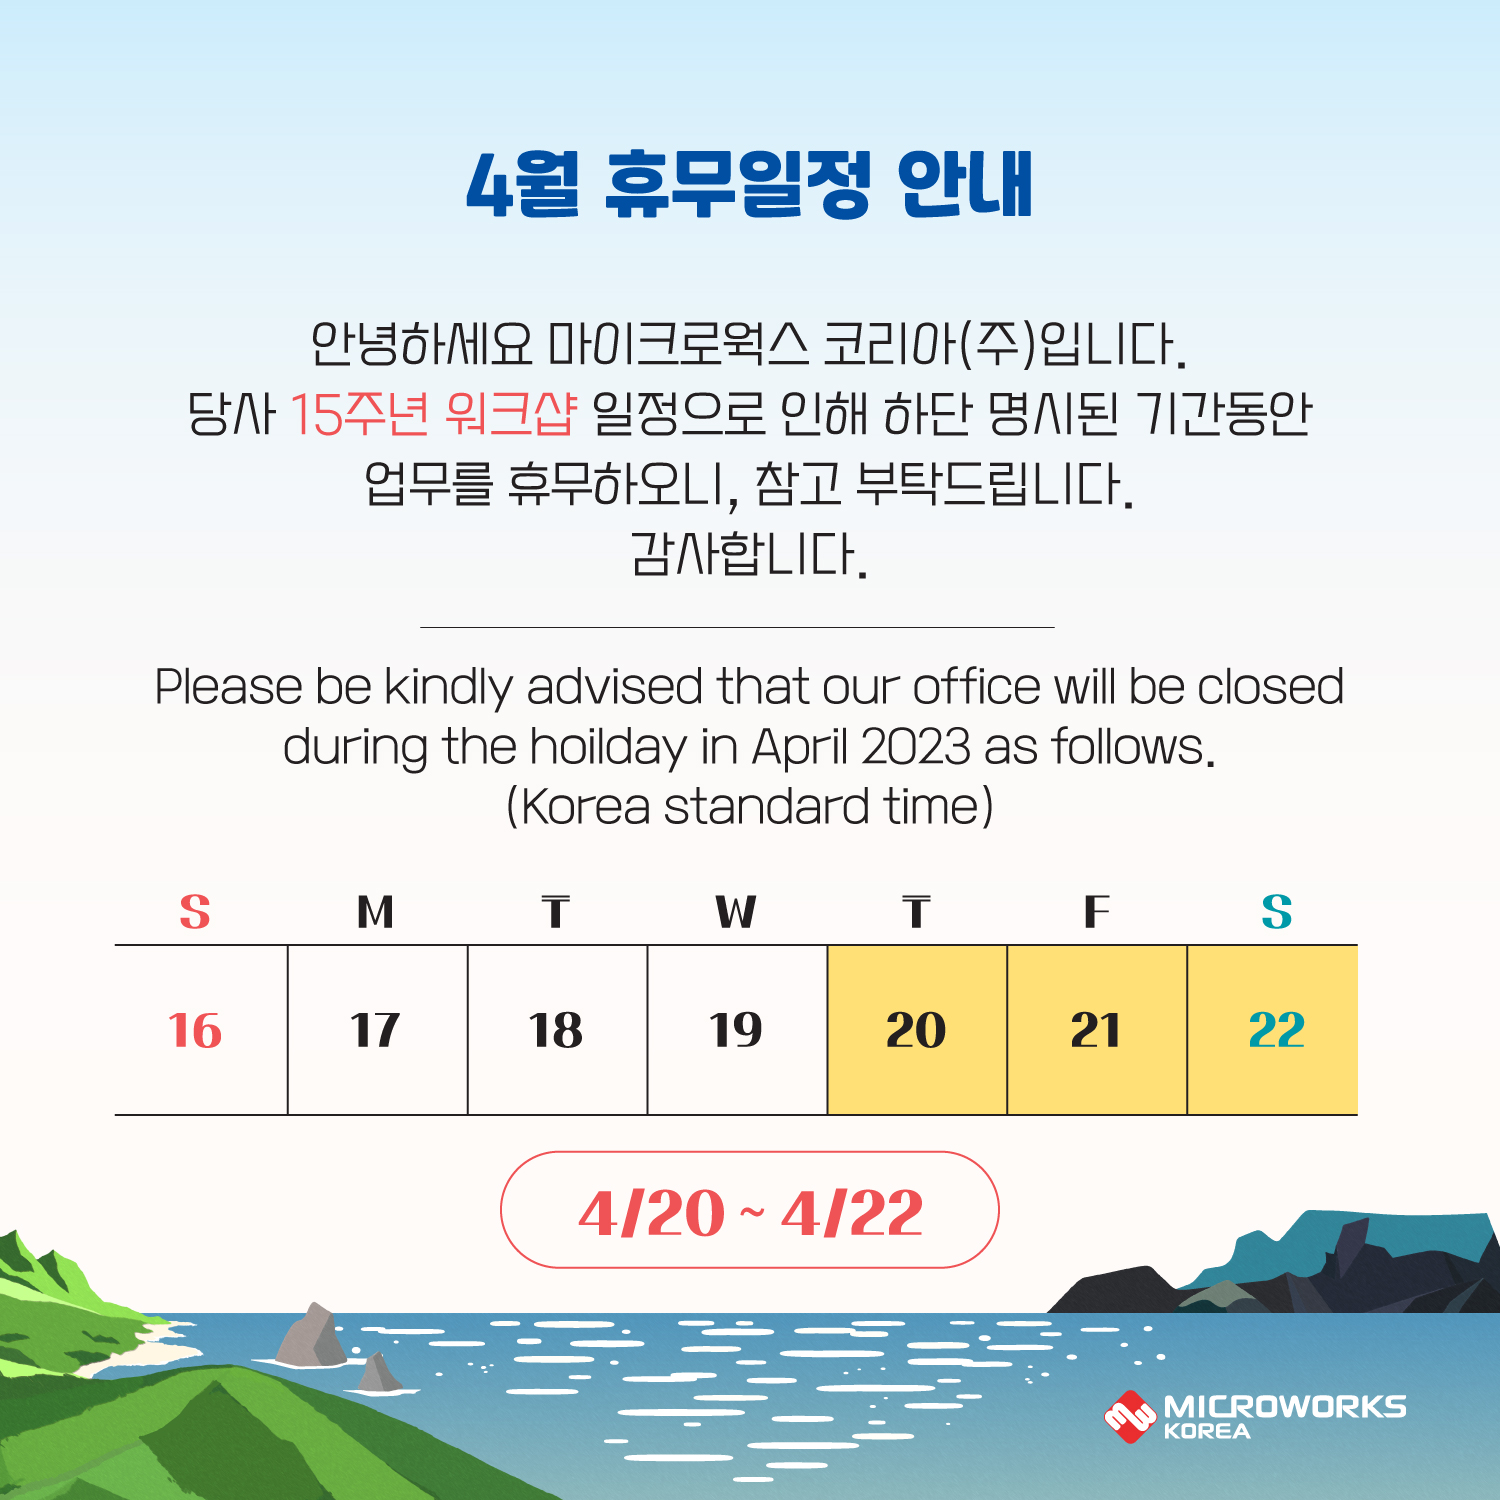 4월 휴무일정 안내
안녕하세요 마이크로웍스 코리아(주)입니다.
당사 15주년 워크샵 일정으로 인해 하단 명시된 기간동안
업무를 휴무하오니, 참고 부탁드립니다.
감사합니다.
Please be kindly advised that our office will be closed
during the hoilday in April 2023 as follows.
(Korea standard time)
S M T W T F S
16 17 18 19 20 21 22
4/20 ~ 4/22
MICROWORKS
KOREA